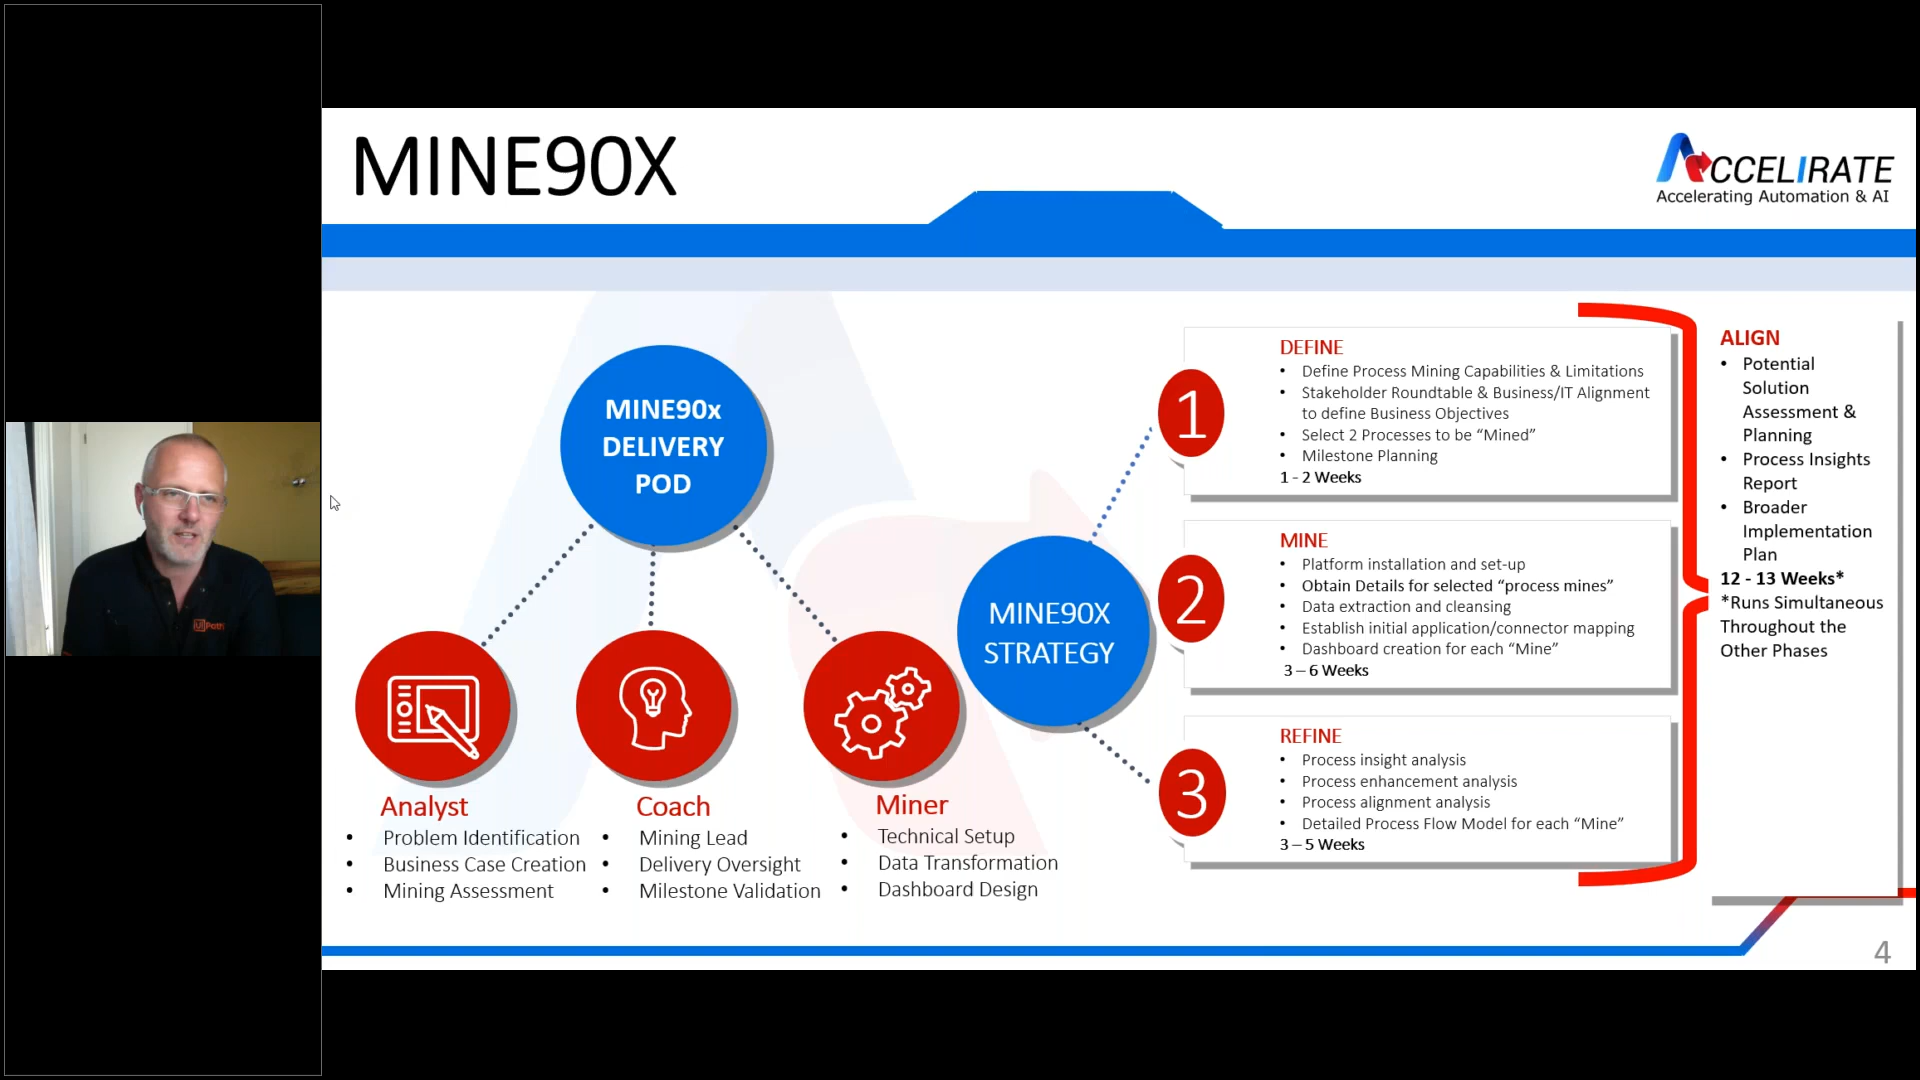 MINE90X
ACCELIRATE
Accelerating Automation & AI
MINE90x
DELIVERY
POD
Analyst
• Problem Identification
• Business Case Creation
• Mining Assessment
Coach
• Mining Lead
• Delivery Oversight
• Milestone Validation
Miner
• Technical Setup
• Data Transformation
• Dashboard Design
MINE90X
STRATEGY
1
DEFINE
• Define Process Mining Capabilities & Limitations
• Stakeholder Roundtable & Business/IT Alignment
to define Business Objectives
• Select 2 Processes to be “Mined”
• Milestone Planning
1 - 2 Weeks
2
MINE
• Platform installation and set-up
• Obtain Details for selected “process mines”
• Data extraction and cleansing
• Establish initial application/connector mapping
• Dashboard creation for each “Mine”
3 – 6 Weeks
3
REFINE
• Process insight analysis
• Process enhancement analysis
• Process alignment analysis
• Detailed Process Flow Model for each “Mine”
3 – 5 Weeks
ALIGN
• Potential
Solution
Assessment &
Planning
• Process Insights
Report
• Broader
Implementation
Plan
12 - 13 Weeks*
*Runs Simultaneous
Throughout the
Other Phases
4
UiPath